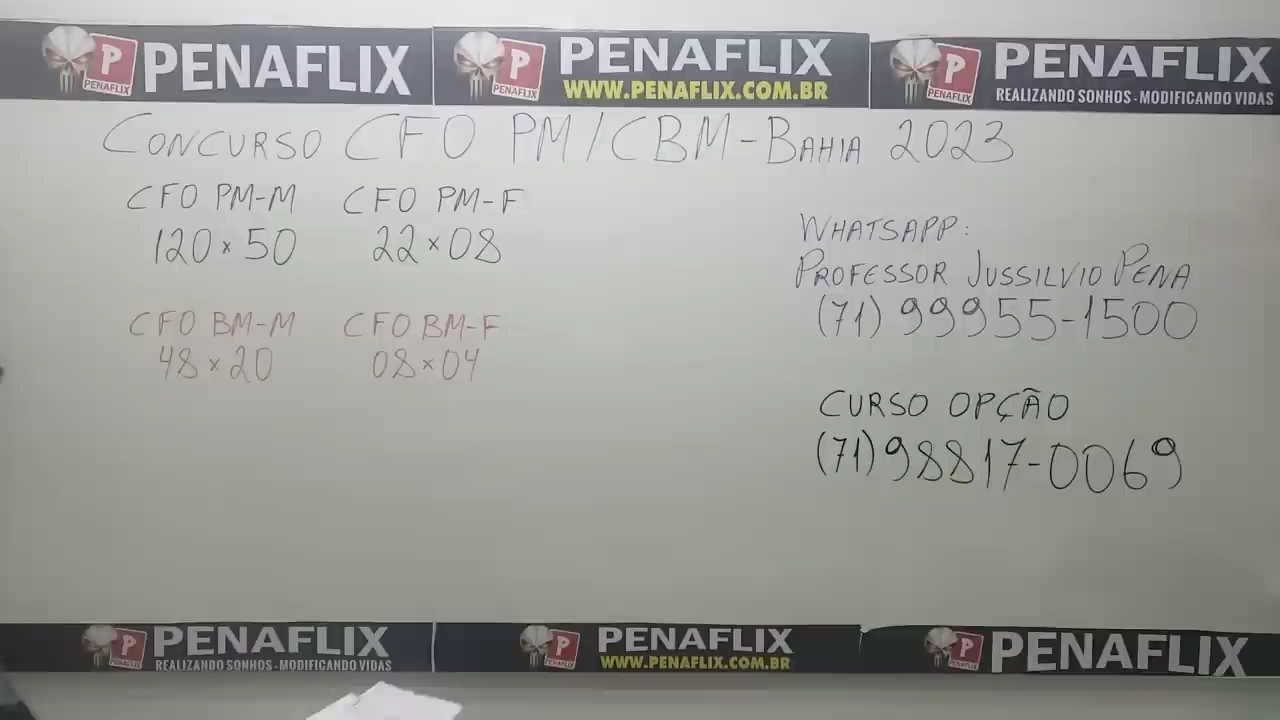 P PENAFLIX PENAFLIX
P PENAFLIX PENAFLIX
WWW.PENAFLIX.COM.BR
P PENAFLIX PENAFLIX
REALIZANDO SONHOS - MODIFICANDO VIDAS
CONCURSO CFO PM/CBM-BAHIA 2023
CFO PM-M CFO PM-F
120 x 50 22 x 08
CFO BM-M CFO BM-F
48 x 20 08 x 04
WHATSAPP:
PROFESSOR JUSSILVIO PENA
(71) 99955-1500
CURSO OPÇÃO
(71) 98817-0069
P PENAFLIX PENAFLIX
REALIZANDO SONHOS - MODIFICANDO VIDAS
P PENAFLIX PENAFLIX
WWW.PENAFLIX.COM.BR
P PENAFLIX PENAFLIX